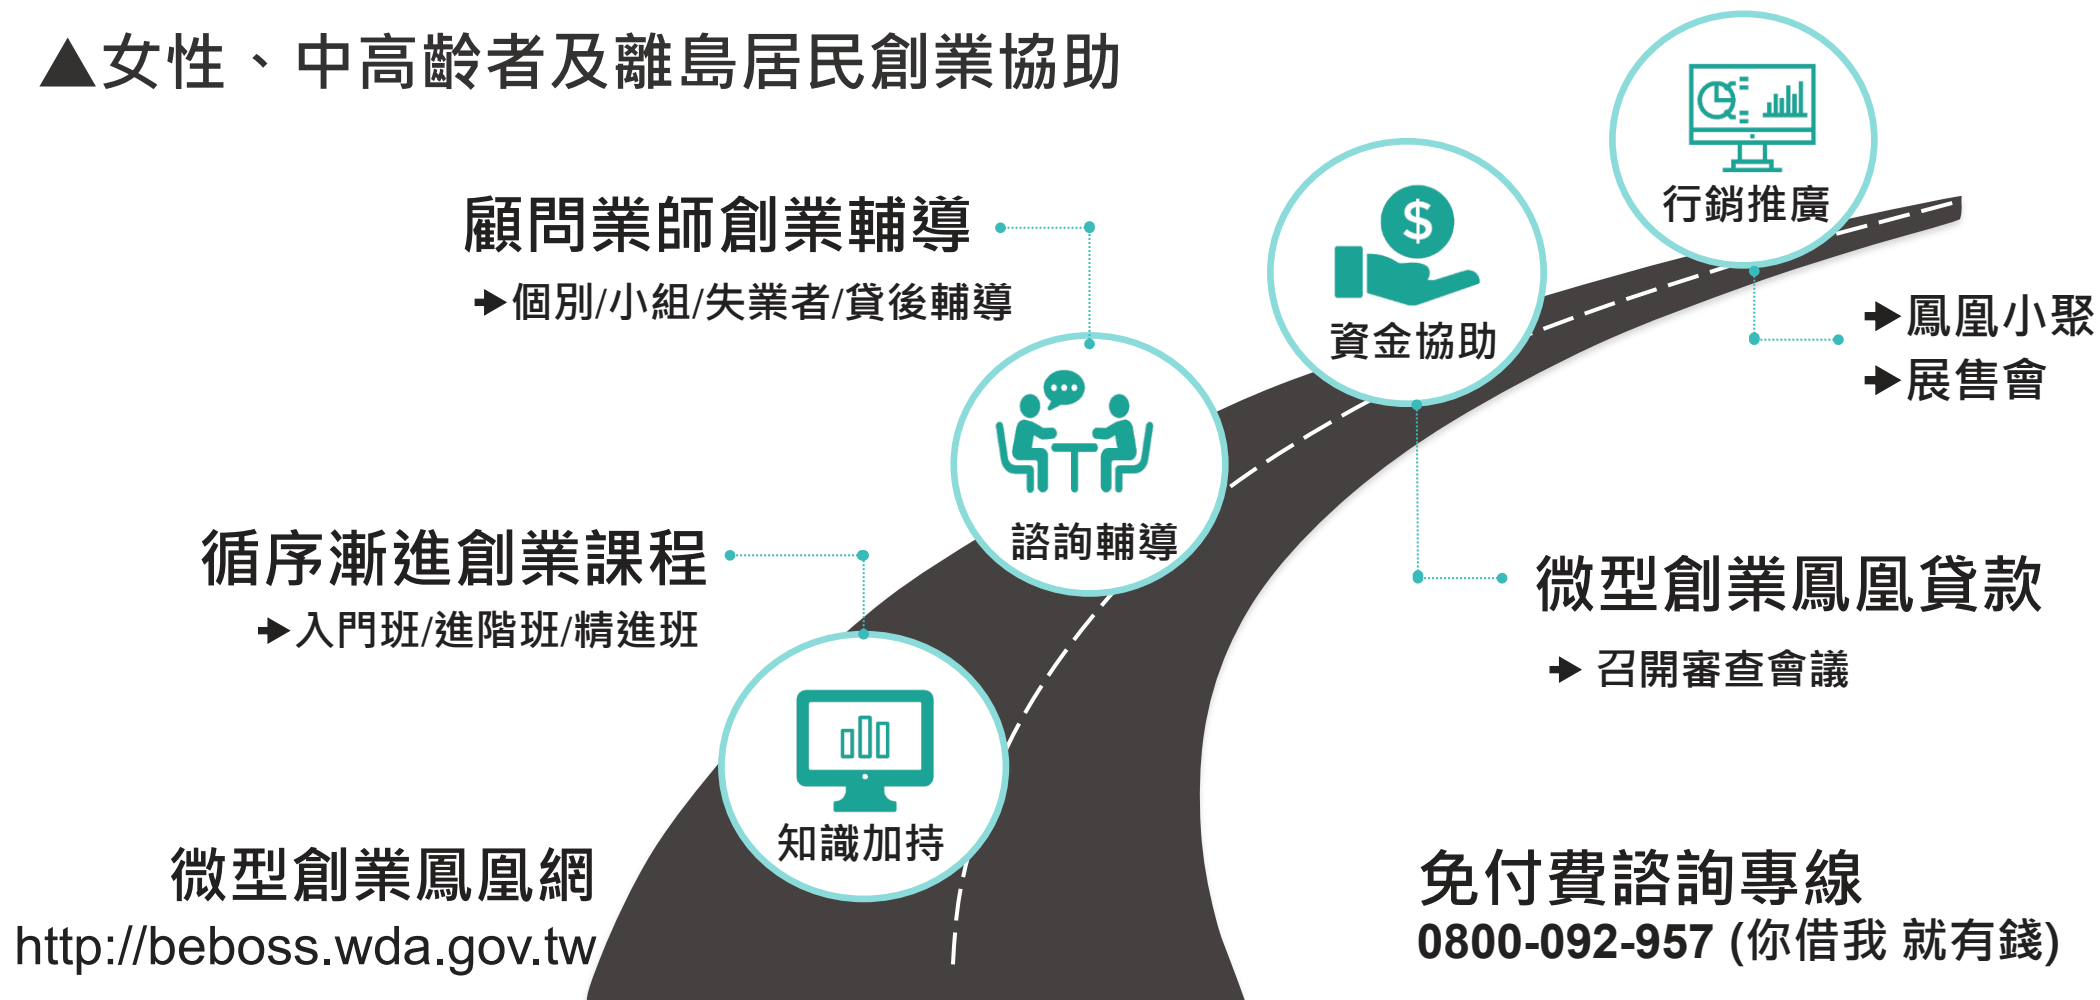 ▲女性、中高齡者及離島居民創業協助
行銷推廣
➔鳳凰小聚
➔展售會
資金協助
微型創業鳳凰貸款
➔ 召開審查會議
顧問業師創業輔導
➔個別/小組/失業者/貸後輔導
諮詢輔導
循序漸進創業課程
➔入門班/進階班/精進班
知識加持
微型創業鳳凰網
http://beboss.wda.gov.tw
免付費諮詢專線
0800-092-957 (你借我 就有錢)